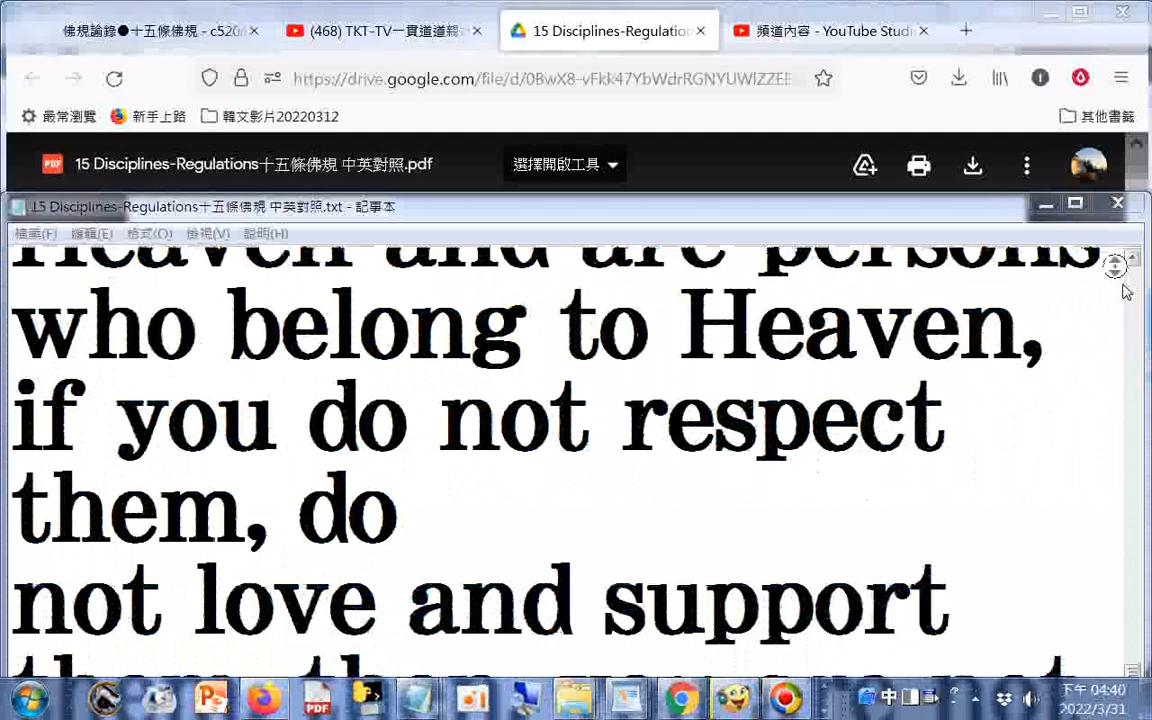 佛規論錄●十五條佛規 - c520/
(468) TKT-TV一貫道道親
15 Disciplines-Regulation
頻道內容 - YouTube Studi
https://drive.google.com/file/d/0BwX8-vFkk47YbWdrRGNYUWlZZEE
最常瀏覽 新手上路 韓文影片20220312 其他書籤
PDF 15 Disciplines-Regulations十五條佛規 中英對照.pdf 選擇開啟工具
15 Disciplines-Regulations十五條佛規 中英對照.txt - 記事本
檔案(F) 編輯(E) 格式(O) 檢視(V) 說明(H)
Heaven and are persons
who belong to Heaven,
if you do not respect
them, do
not love and support
中 下午 04:40
2022/3/31